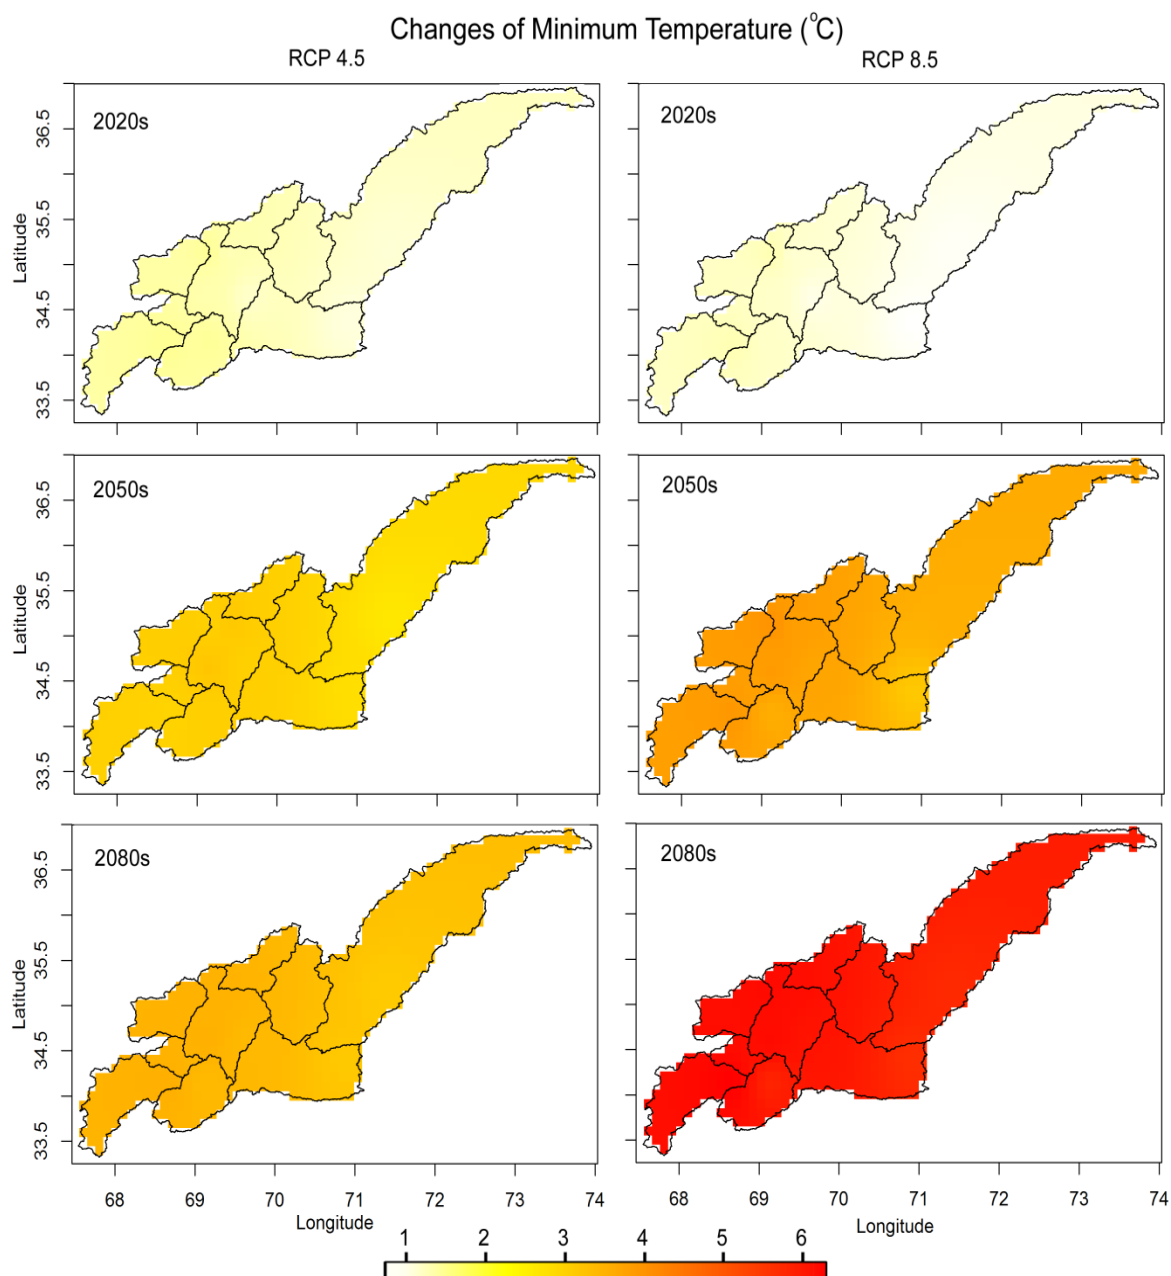 Changes of Minimum Temperature (°C)
RCP 4.5 RCP 8.5
2020s 2020s
Latitude
36.5
35.5
34.5
33.5
2050s 2050s
Latitude
36.5
35.5
34.5
33.5
2080s 2080s
Latitude
36.5
35.5
34.5
33.5
68 69 70 71 72 73 74 68 69 70 71 72 73 74
Longitude Longitude
1 2 3 4 5 6